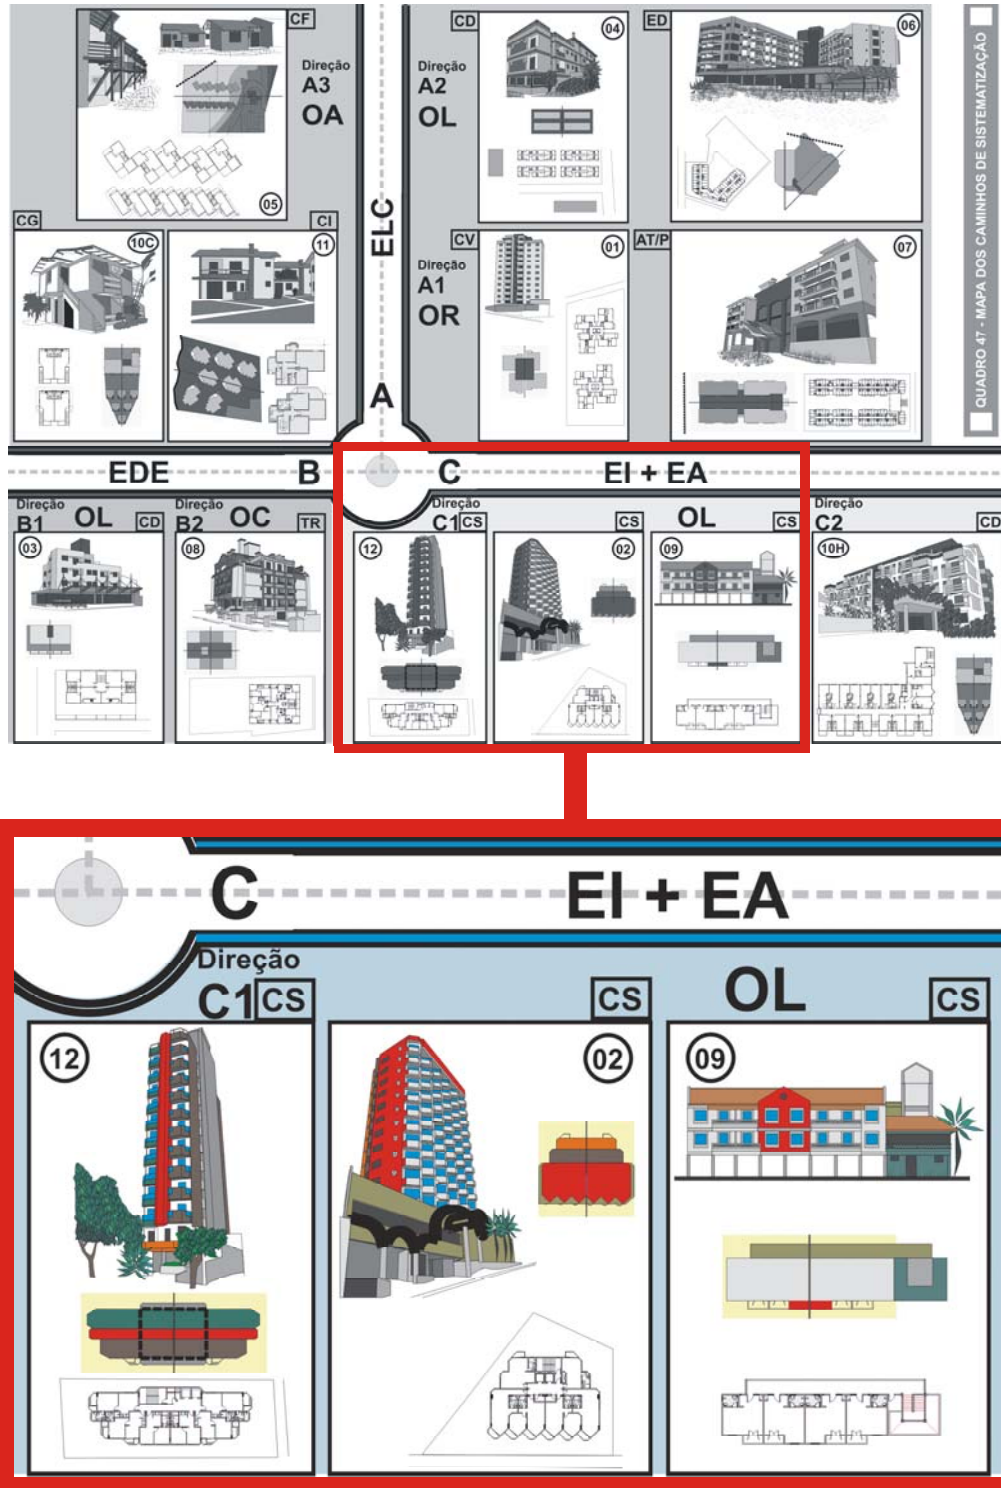 CF
Direção
A3
OA
05
CG
10C
CI
11
ELC
A
CD
04
Direção
A2
OL
ED
06
CV
01
Direção
A1
OR
AT/P
07
QUADRO 47 - MAPA DOS CAMINHOS DE SISTEMATIZAÇÃO
EDE
B
C
EI + EA
Direção
B1
OL
CD
03
Direção
B2
OC
TR
08
Direção
C1
CS
12
CS
02
OL
CS
09
Direção
C2
CD
10H
C
EI + EA
Direção
C1
CS
12
CS
02
OL
CS
09